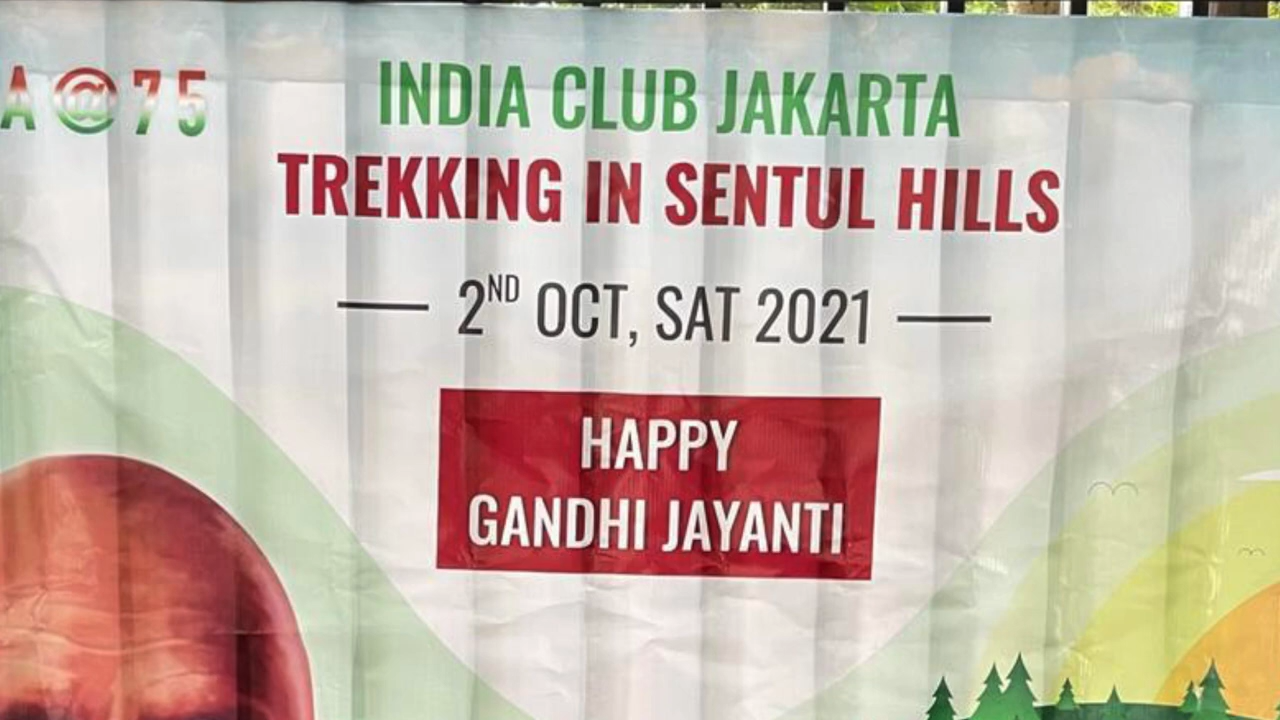 A@75
INDIA CLUB JAKARTA
TREKKING IN SENTUL HILLS
2ND OCT, SAT 2021
HAPPY
GANDHI JAYANTI